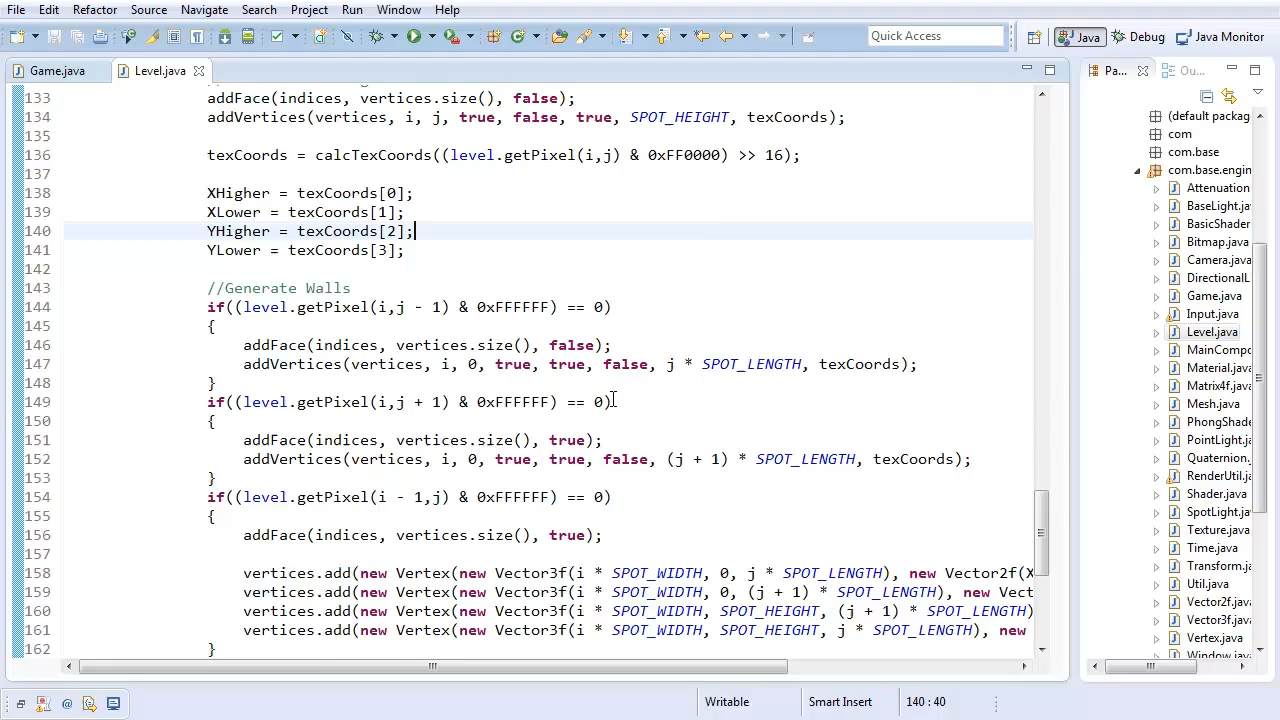 File Edit Refactor Source Navigate Search Project Run Window Help
Quick Access
Java Debug Java Monitor
Game.java Level.java
Pa... Ou...
133 addFace(indices, vertices.size(), false);
134 addVertices(vertices, i, j, true, false, true, SPOT_HEIGHT, texCoords);
135
136 texCoords = calcTexCoords((level.getPixel(i,j) & 0xFF0000) >> 16);
137
138 XHigher = texCoords[0];
139 XLower = texCoords[1];
140 YHigher = texCoords[2];
141 YLower = texCoords[3];
142
143 //Generate Walls
144 if((level.getPixel(i,j - 1) & 0xFFFFFF) == 0)
145 {
146 addFace(indices, vertices.size(), false);
147 addVertices(vertices, i, 0, true, true, false, j * SPOT_LENGTH, texCoords);
148 }
149 if((level.getPixel(i,j + 1) & 0xFFFFFF) == 0)
150 {
151 addFace(indices, vertices.size(), true);
152 addVertices(vertices, i, 0, true, true, false, (j + 1) * SPOT_LENGTH, texCoords);
153 }
154 if((level.getPixel(i - 1,j) & 0xFFFFFF) == 0)
155 {
156 addFace(indices, vertices.size(), true);
157
158 vertices.add(new Vertex(new Vector3f(i * SPOT_WIDTH, 0, j * SPOT_LENGTH), new Vector2f(X
159 vertices.add(new Vertex(new Vector3f(i * SPOT_WIDTH, 0, (j + 1) * SPOT_LENGTH), new Vect
160 vertices.add(new Vertex(new Vector3f(i * SPOT_WIDTH, SPOT_HEIGHT, (j + 1) * SPOT_LENGTH)
161 vertices.add(new Vertex(new Vector3f(i * SPOT_WIDTH, SPOT_HEIGHT, j * SPOT_LENGTH), new
162 }
(default packag
com
com.base
com.base.engin
Attenuation
BaseLight.jav
BasicShader
Bitmap.java
Camera.java
DirectionalL
Game.java
Input.java
Level.java
MainCompo
Material.java
Matrix4f.java
Mesh.java
PhongShade
PointLight.ja
Quaternion.
RenderUtil.ja
Shader.java
SpotLight.jav
Texture.java
Time.java
Transform.ja
Util.java
Vector2f.java
Vector3f.java
Vertex.java
Window.java
Writable Smart Insert 140 : 40